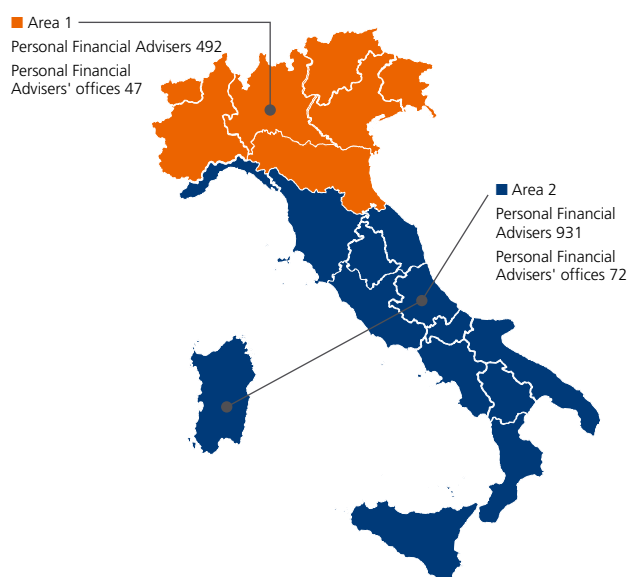 Area 1
Personal Financial Advisers 492
Personal Financial
Advisers' offices 47
Area 2
Personal Financial
Advisers 931
Personal Financial
Advisers' offices 72